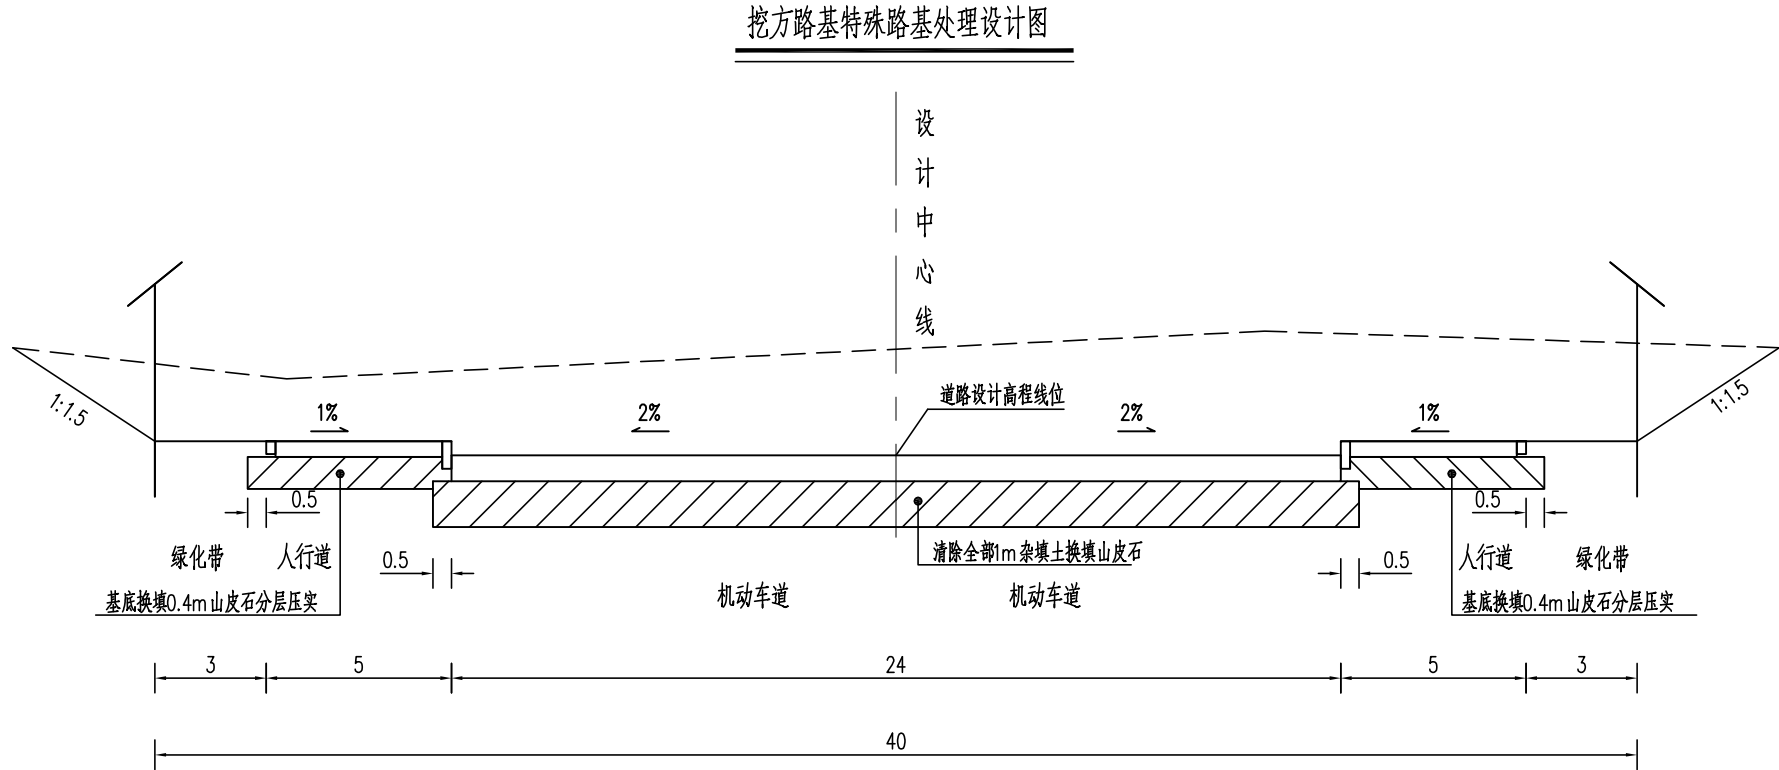 挖方路基特殊路基处理设计图
设计中心线
道路设计高程线位
1:1.5
1%
2%
2%
1%
1:1.5
0.5
0.5
绿化带
人行道
0.5
清除全部1m杂填土换填山皮石
0.5
人行道
绿化带
基底换填0.4m山皮石分层压实
机动车道
机动车道
基底换填0.4m山皮石分层压实
3
5
24
5
3
40